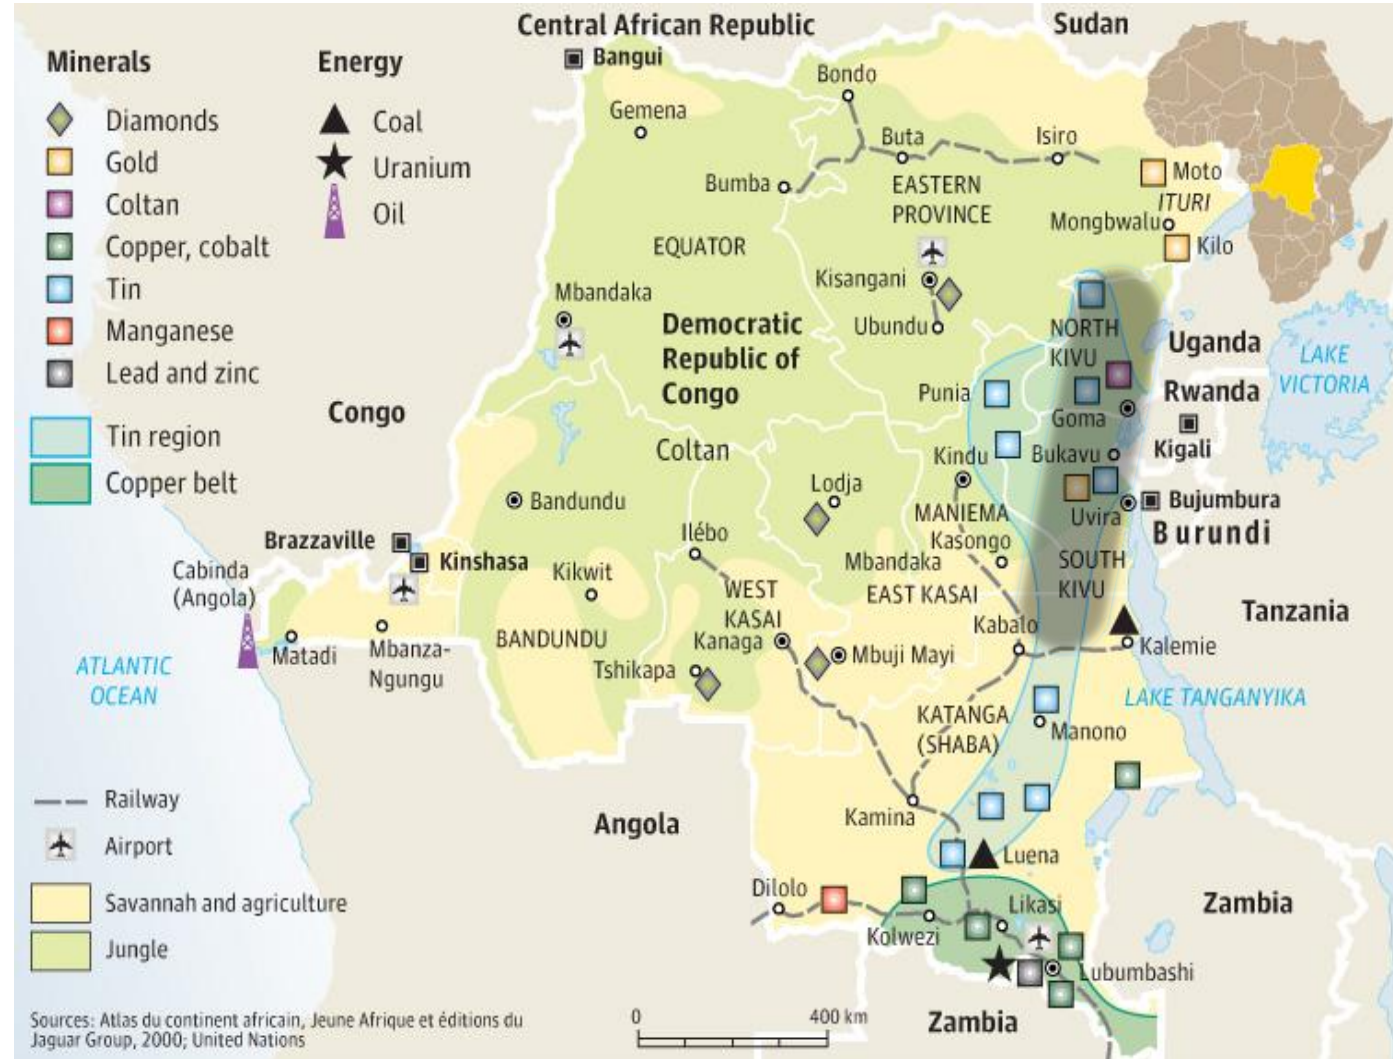 Minerals
Diamonds
Gold
Coltan
Copper, cobalt
Tin
Manganese
Lead and zinc
Tin region
Copper belt
Energy
Coal
Uranium
Oil
Central African Republic
Sudan
Bangui
Bondo
Gemena
Buta
Isiro
Bumba
EASTERN
PROVINCE
Moto
ITURI
Mongbwalu
Kilo
EQUATOR
Kisangani
Mbandaka
Ubundu
Democratic
Republic of
Congo
NORTH
KIVU
Uganda
LAKE
VICTORIA
Punia
Rwanda
Goma
Kigali
Congo
Coltan
Kindu
Bukavu
Lodja
Bandundu
MANIEMA
Uvira
Bujumbura
Burundi
Ilébo
Kasongo
Brazzaville
Kinshasa
Mbandaka
SOUTH
KIVU
Cabinda
(Angola)
Kikwit
WEST
KASAI
EAST KASAI
Tanzania
Matadi
Mbanza-
Ngungu
BANDUNDU
Kanaga
Kabalo
Kalemie
Tshikapa
Mbuji Mayi
ATLANTIC
OCEAN
LAKE TANGANYIKA
KATANGA
(SHABA)
Manono
Railway
Airport
Savannah and agriculture
Jungle
Angola
Kamina
Luena
Dilolo
Likasi
Zambia
Kolwezi
Lubumbashi
Zambia
0
400 km
Sources: Atlas du continent africain, Jeune Afrique et éditions du
Jaguar Group, 2000; United Nations